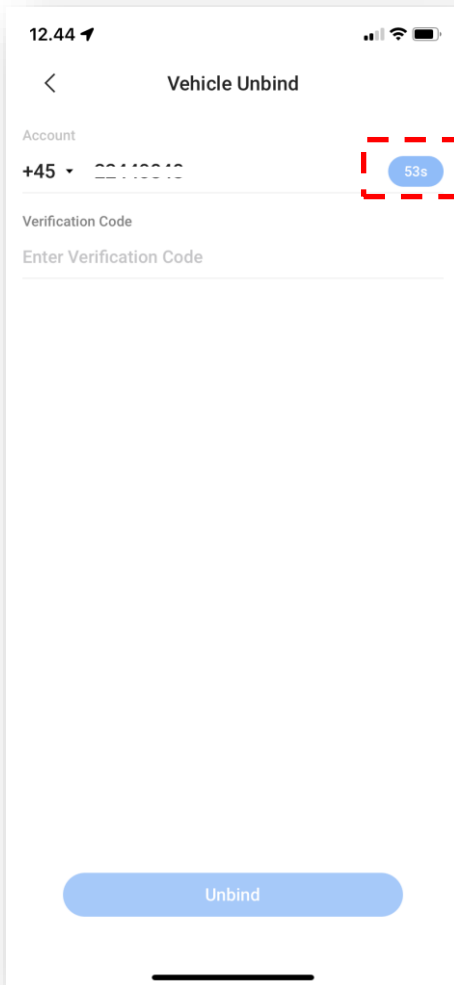 12.44
Vehicle Unbind
Account
+45
53s
Verification Code
Enter Verification Code
Unbind